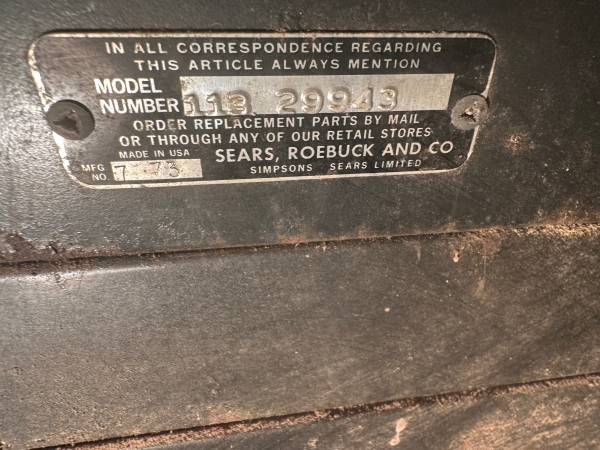 IN ALL CORRESPONDENCE REGARDING
THIS ARTICLE ALWAYS MENTION
MODEL
NUMBER 113 29943
ORDER REPLACEMENT PARTS BY MAIL
OR THROUGH ANY OF OUR RETAIL STORES
MADE IN USA SEARS, ROEBUCK AND CO
MFG
NO. 7 73 SIMPSONS SEARS LIMITED